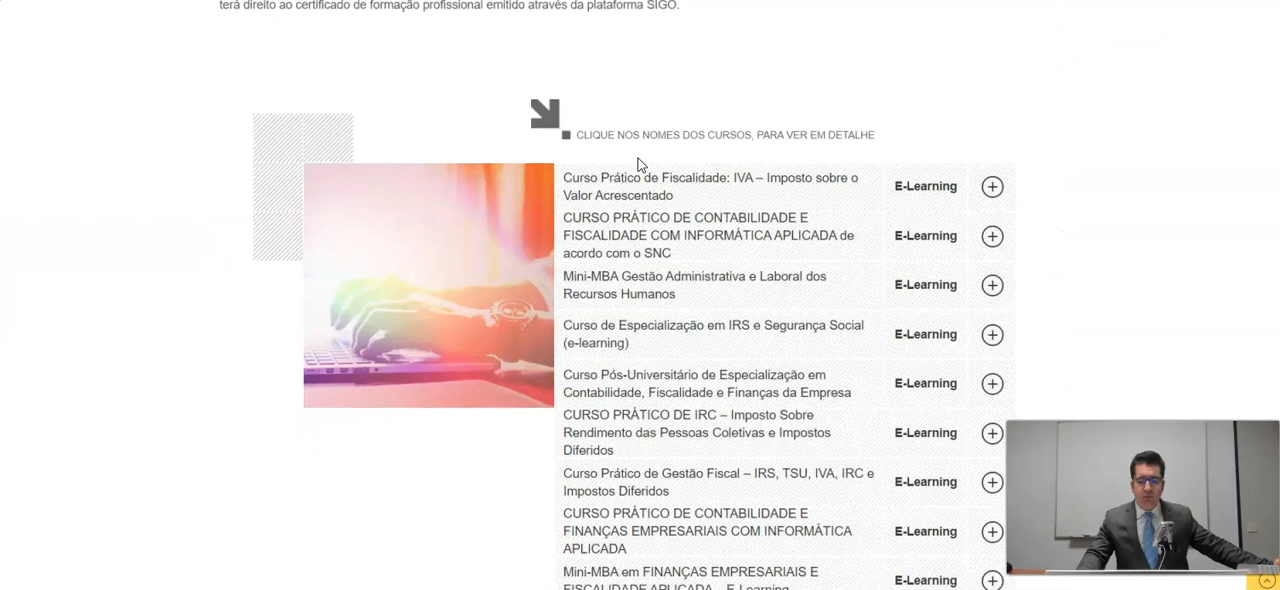 terá direito ao certificado de formação profissional emitido através da plataforma SIGO.
CLIQUE NOS NOMES DOS CURSOS, PARA VER EM DETALHE
Curso Prático de Fiscalidade: IVA – Imposto sobre o
Valor Acrescentado
E-Learning
CURSO PRÁTICO DE CONTABILIDADE E
FISCALIDADE COM INFORMÁTICA APLICADA de
acordo com o SNC
E-Learning
Mini-MBA Gestão Administrativa e Laboral dos
Recursos Humanos
E-Learning
Curso de Especialização em IRS e Segurança Social
(e-learning)
E-Learning
Curso Pós-Universitário de Especialização em
Contabilidade, Fiscalidade e Finanças da Empresa
E-Learning
CURSO PRÁTICO DE IRC – Imposto Sobre
Rendimento das Pessoas Coletivas e Impostos
Diferidos
E-Learning
Curso Prático de Gestão Fiscal – IRS, TSU, IVA, IRC e
Impostos Diferidos
E-Learning
CURSO PRÁTICO DE CONTABILIDADE E
FINANÇAS EMPRESARIAIS COM INFORMÁTICA
APLICADA
E-Learning
Mini-MBA em FINANÇAS EMPRESARIAIS E
FISCALIDADE APLICADA – E-Learning
E-Learning